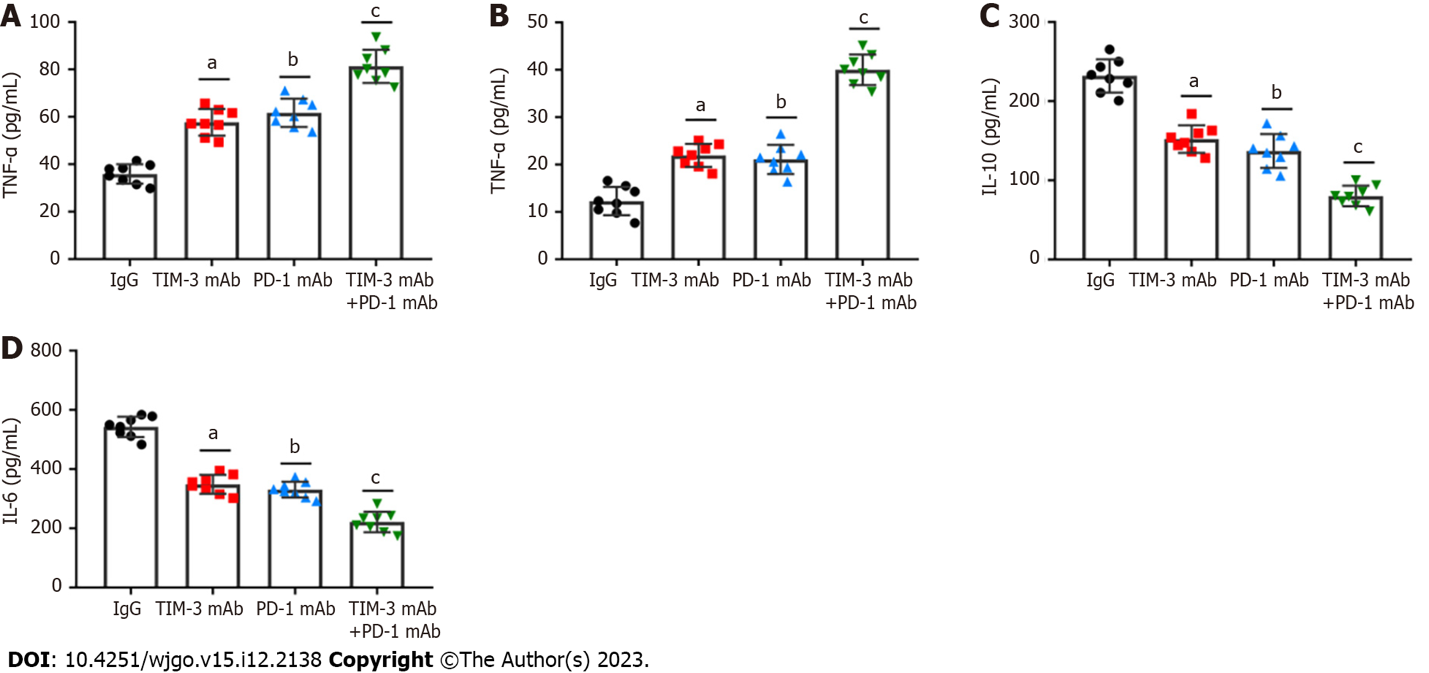 A
TNF-α (pg/mL)
100
80
60
40
20
0
a
b
c
IgG
TIM-3 mAb
PD-1 mAb
TIM-3 mAb
+PD-1 mAb
B
TNF-α (pg/mL)
50
40
30
20
10
0
a
b
c
IgG
TIM-3 mAb
PD-1 mAb
TIM-3 mAb
+PD-1 mAb
C
IL-10 (pg/mL)
300
200
100
0
a
b
c
IgG
TIM-3 mAb
PD-1 mAb
TIM-3 mAb
+PD-1 mAb
D
IL-6 (pg/mL)
800
600
400
200
0
a
b
c
IgG
TIM-3 mAb
PD-1 mAb
TIM-3 mAb
+PD-1 mAb
DOI: 10.4251/wjgo.v15.i12.2138 Copyright ©The Author(s) 2023.